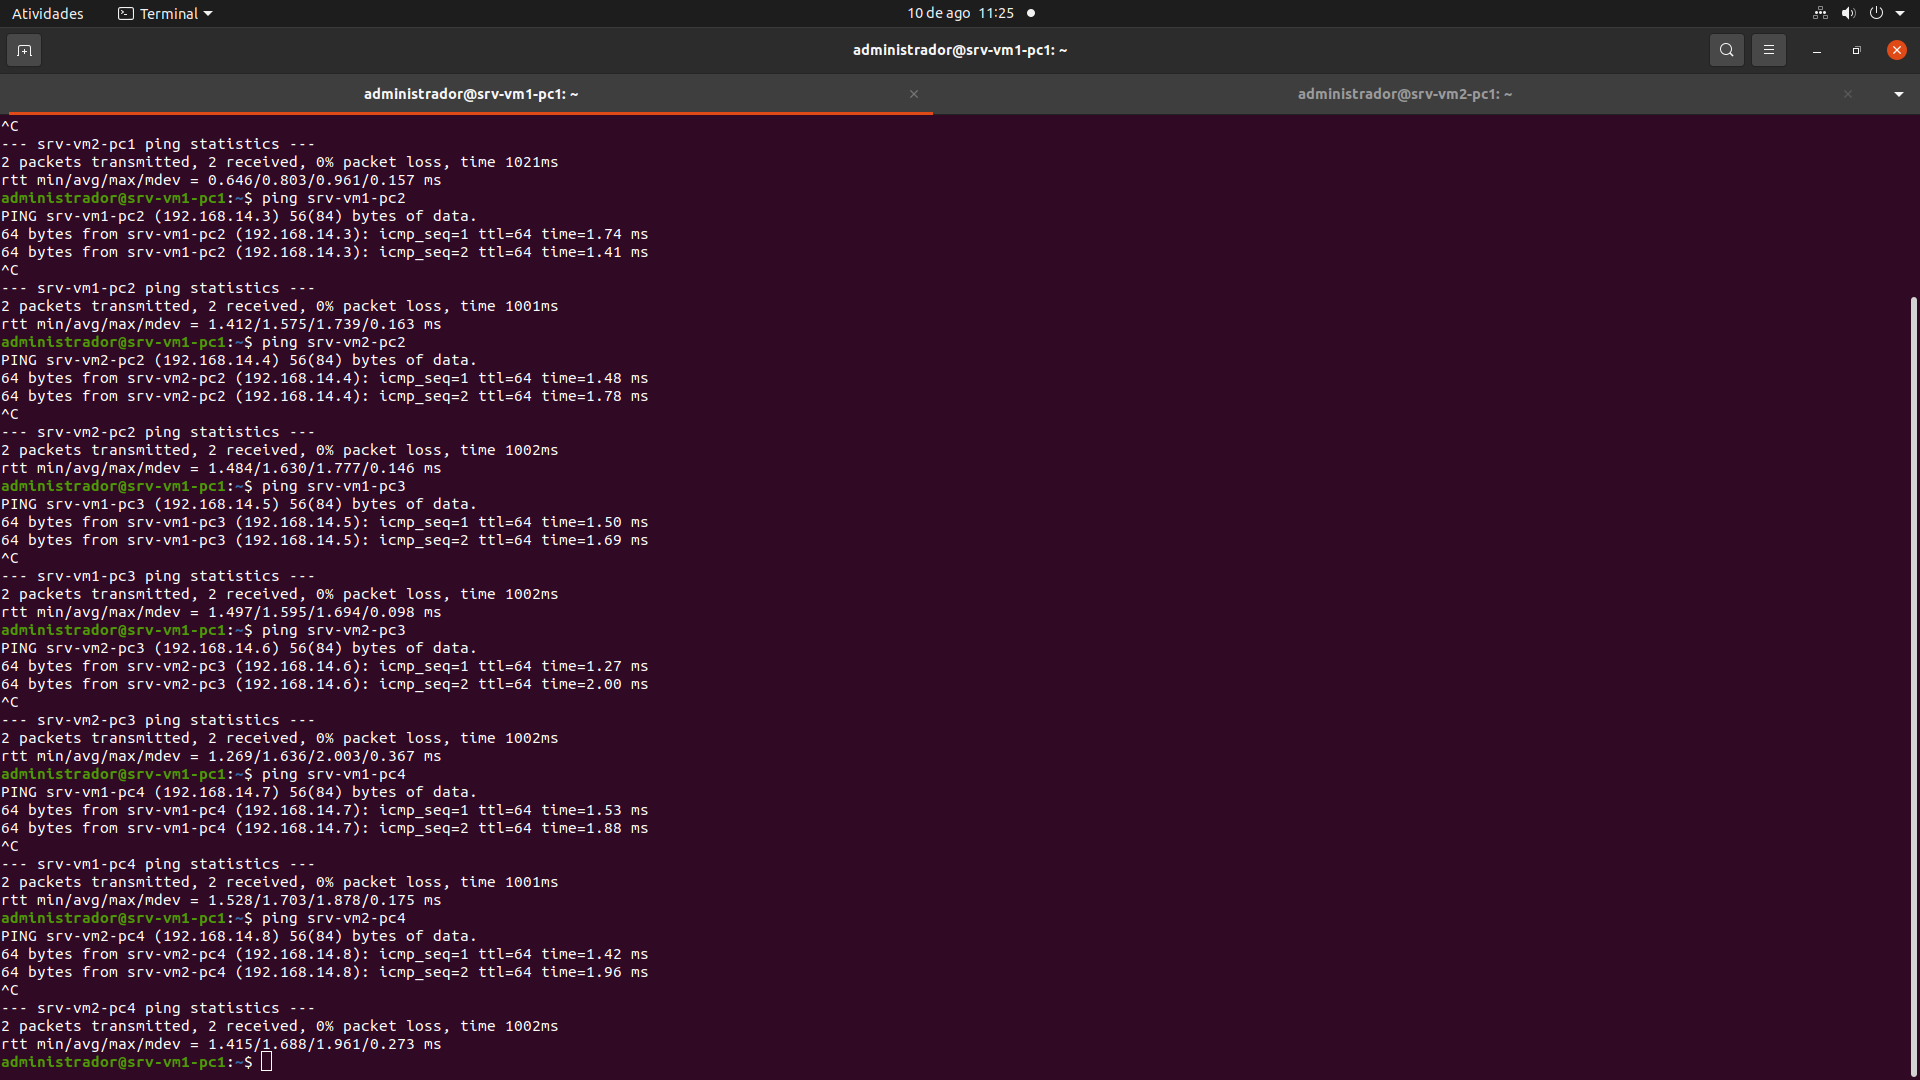 Atividades
Terminal
10 de ago 11:25
administrador@srv-vm1-pc1: ~
administrador@srv-vm1-pc1: ~
administrador@srv-vm2-pc1: ~
^C
--- srv-vm2-pc1 ping statistics ---
2 packets transmitted, 2 received, 0% packet loss, time 1021ms
rtt min/avg/max/mdev = 0.646/0.803/0.961/0.157 ms
administrador@srv-vm1-pc1:~$ ping srv-vm1-pc2
PING srv-vm1-pc2 (192.168.14.3) 56(84) bytes of data.
64 bytes from srv-vm1-pc2 (192.168.14.3): icmp_seq=1 ttl=64 time=1.74 ms
64 bytes from srv-vm1-pc2 (192.168.14.3): icmp_seq=2 ttl=64 time=1.41 ms
^C
--- srv-vm1-pc2 ping statistics ---
2 packets transmitted, 2 received, 0% packet loss, time 1001ms
rtt min/avg/max/mdev = 1.412/1.575/1.739/0.163 ms
administrador@srv-vm1-pc1:~$ ping srv-vm2-pc2
PING srv-vm2-pc2 (192.168.14.4) 56(84) bytes of data.
64 bytes from srv-vm2-pc2 (192.168.14.4): icmp_seq=1 ttl=64 time=1.48 ms
64 bytes from srv-vm2-pc2 (192.168.14.4): icmp_seq=2 ttl=64 time=1.78 ms
^C
--- srv-vm2-pc2 ping statistics ---
2 packets transmitted, 2 received, 0% packet loss, time 1002ms
rtt min/avg/max/mdev = 1.484/1.630/1.777/0.146 ms
administrador@srv-vm1-pc1:~$ ping srv-vm1-pc3
PING srv-vm1-pc3 (192.168.14.5) 56(84) bytes of data.
64 bytes from srv-vm1-pc3 (192.168.14.5): icmp_seq=1 ttl=64 time=1.50 ms
64 bytes from srv-vm1-pc3 (192.168.14.5): icmp_seq=2 ttl=64 time=1.69 ms
^C
--- srv-vm1-pc3 ping statistics ---
2 packets transmitted, 2 received, 0% packet loss, time 1002ms
rtt min/avg/max/mdev = 1.497/1.595/1.694/0.098 ms
administrador@srv-vm1-pc1:~$ ping srv-vm2-pc3
PING srv-vm2-pc3 (192.168.14.6) 56(84) bytes of data.
64 bytes from srv-vm2-pc3 (192.168.14.6): icmp_seq=1 ttl=64 time=1.27 ms
64 bytes from srv-vm2-pc3 (192.168.14.6): icmp_seq=2 ttl=64 time=2.00 ms
^C
--- srv-vm2-pc3 ping statistics ---
2 packets transmitted, 2 received, 0% packet loss, time 1002ms
rtt min/avg/max/mdev = 1.269/1.636/2.003/0.367 ms
administrador@srv-vm1-pc1:~$ ping srv-vm1-pc4
PING srv-vm1-pc4 (192.168.14.7) 56(84) bytes of data.
64 bytes from srv-vm1-pc4 (192.168.14.7): icmp_seq=1 ttl=64 time=1.53 ms
64 bytes from srv-vm1-pc4 (192.168.14.7): icmp_seq=2 ttl=64 time=1.88 ms
^C
--- srv-vm1-pc4 ping statistics ---
2 packets transmitted, 2 received, 0% packet loss, time 1001ms
rtt min/avg/max/mdev = 1.528/1.703/1.878/0.175 ms
administrador@srv-vm1-pc1:~$ ping srv-vm2-pc4
PING srv-vm2-pc4 (192.168.14.8) 56(84) bytes of data.
64 bytes from srv-vm2-pc4 (192.168.14.8): icmp_seq=1 ttl=64 time=1.42 ms
64 bytes from srv-vm2-pc4 (192.168.14.8): icmp_seq=2 ttl=64 time=1.96 ms
^C
--- srv-vm2-pc4 ping statistics ---
2 packets transmitted, 2 received, 0% packet loss, time 1002ms
rtt min/avg/max/mdev = 1.415/1.688/1.961/0.273 ms
administrador@srv-vm1-pc1:~$